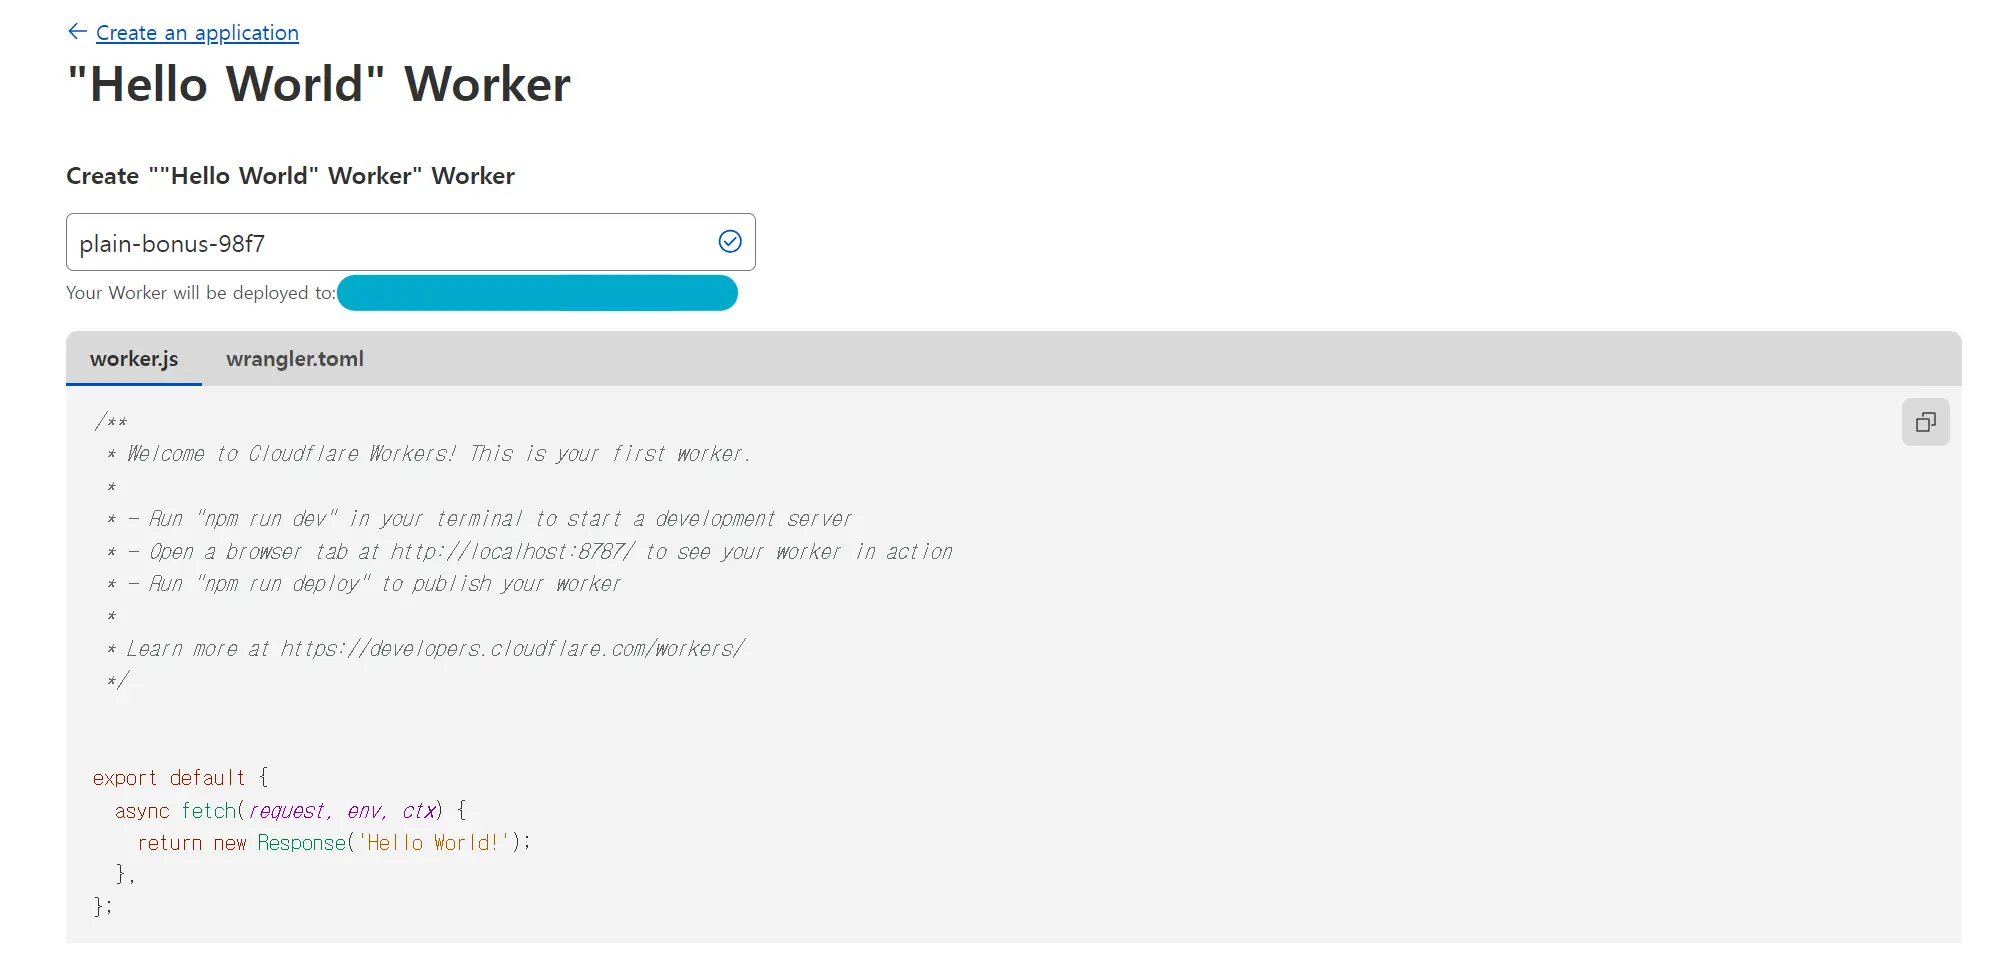 ← Create an application
"Hello World" Worker
Create ""Hello World" Worker" Worker
plain-bonus-98f7
Your Worker will be deployed to:
worker.js wrangler.toml
/**
 * Welcome to Cloudflare Workers! This is your first worker.
 *
 * - Run "npm run dev" in your terminal to start a development server
 * - Open a browser tab at http://localhost:8787/ to see your worker in action
 * - Run "npm run deploy" to publish your worker
 *
 * Learn more at https://developers.cloudflare.com/workers/
 */
export default {
  async fetch(request, env, ctx) {
    return new Response('Hello World!');
  },
};